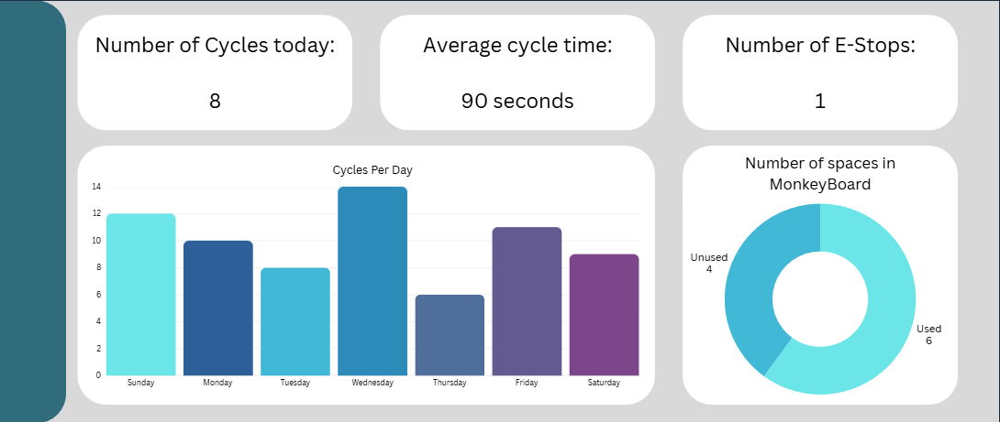 Number of Cycles today:
8
Average cycle time:
90 seconds
Number of E-Stops:
1
Cycles Per Day
14
12
10
8
6
4
2
0
Sunday
Monday
Tuesday
Wednesday
Thursday
Friday
Saturday
Number of spaces in
MonkeyBoard
Unused
4
Used
6